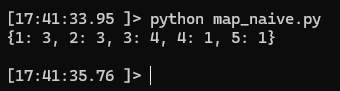 [17:41:33.95 ]> python map_naive.py
{1: 3, 2: 3, 3: 4, 4: 1, 5: 1}
[17:41:35.76 ]>